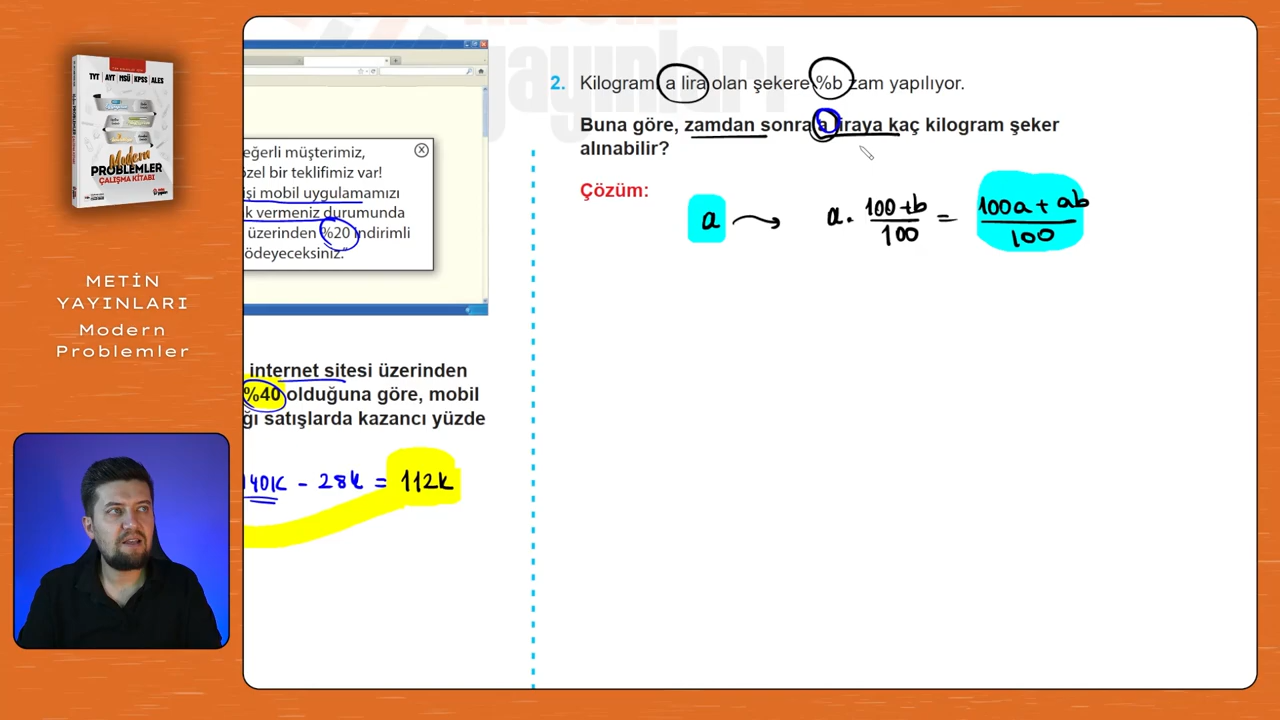 METİN
YAYINLARI
Modern
Problemler
TYT | AYT | MSÜ | KPSS | ALES
Modern
PROBLEMLER
ÇALIŞMA KİTABI
yayınları
eğerli müşterimiz,
özel bir teklifimiz var!
işi mobil uygulamamızı
k vermeniz durumunda
üzerinden %20 indirimli
ödeyeceksiniz."
internet sitesi üzerinden
%40 olduğuna göre, mobil
ğı satışlarda kazancı yüzde
140K - 28K = 112K
2. Kilogramı a lira olan şekere %b zam yapılıyor.
Buna göre, zamdan sonra a liraya kaç kilogram şeker
alınabilir?
Çözüm:
a → a . (100+b)/100 = (100a + ab)/100